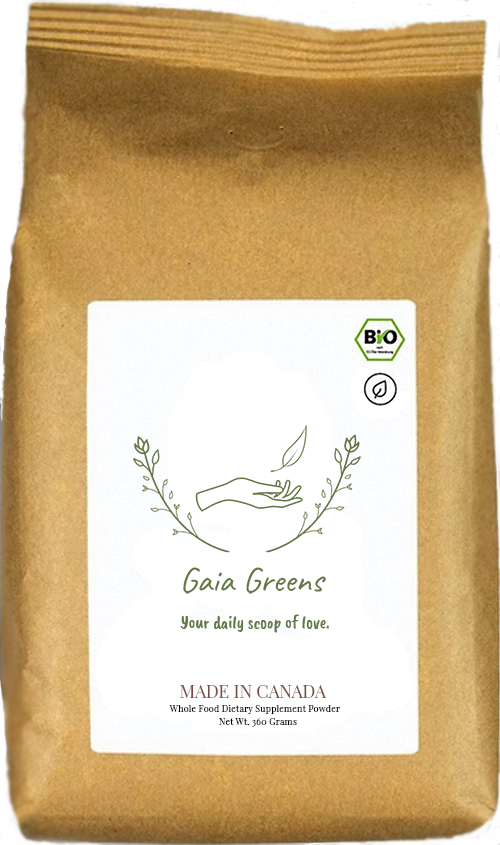 BiO
Gaia Greens
Your daily scoop of love.
MADE IN CANADA
Whole Food Dietary Supplement Powder
Net Wt. 360 Grams